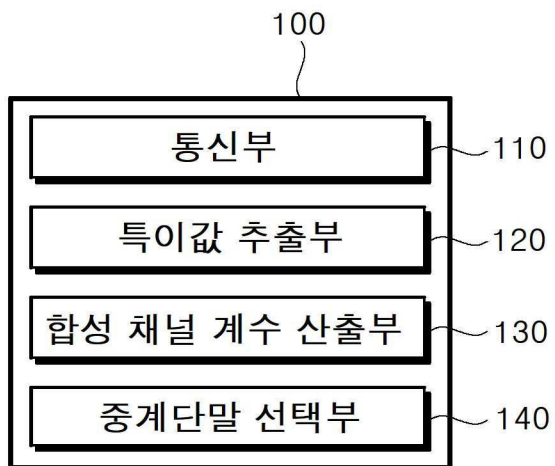 100
통신부 110
특이값 추출부 120
합성 채널 계수 산출부 130
중계단말 선택부 140